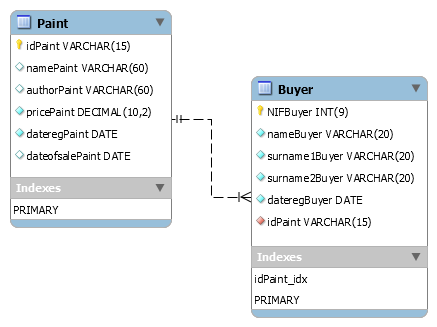 Paint
idPaint VARCHAR(15)
namePaint VARCHAR(60)
authorPaint VARCHAR(60)
pricePaint DECIMAL(10,2)
dateregPaint DATE
dateofsalePaint DATE
Indexes
PRIMARY
Buyer
NIFBuyer INT(9)
nameBuyer VARCHAR(20)
surname1Buyer VARCHAR(20)
surname2Buyer VARCHAR(20)
dateregBuyer DATE
idPaint VARCHAR(15)
Indexes
idPaint_idx
PRIMARY